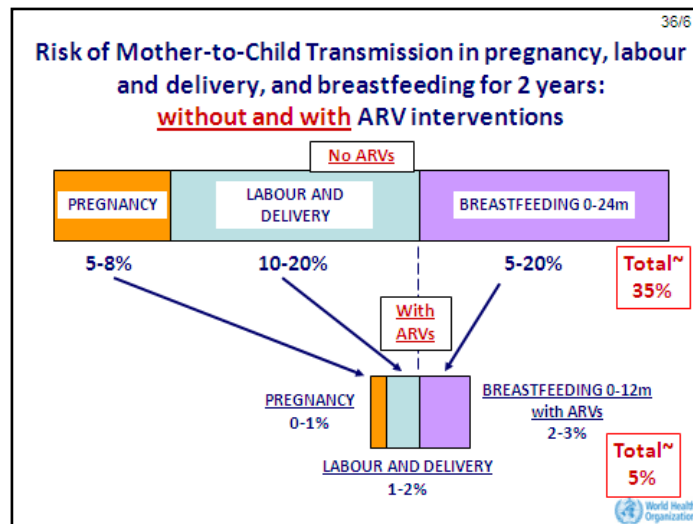 36/6
Risk of Mother-to-Child Transmission in pregnancy, labour
and delivery, and breastfeeding for 2 years:
without and with ARV interventions
No ARVs
PREGNANCY
LABOUR AND
DELIVERY
BREASTFEEDING 0-24m
5-8%
10-20%
5-20%
Total~
35%
With
ARVs
PREGNANCY
0-1%
BREASTFEEDING 0-12m
with ARVs
2-3%
LABOUR AND DELIVERY
1-2%
Total~
5%
World Health
Organization